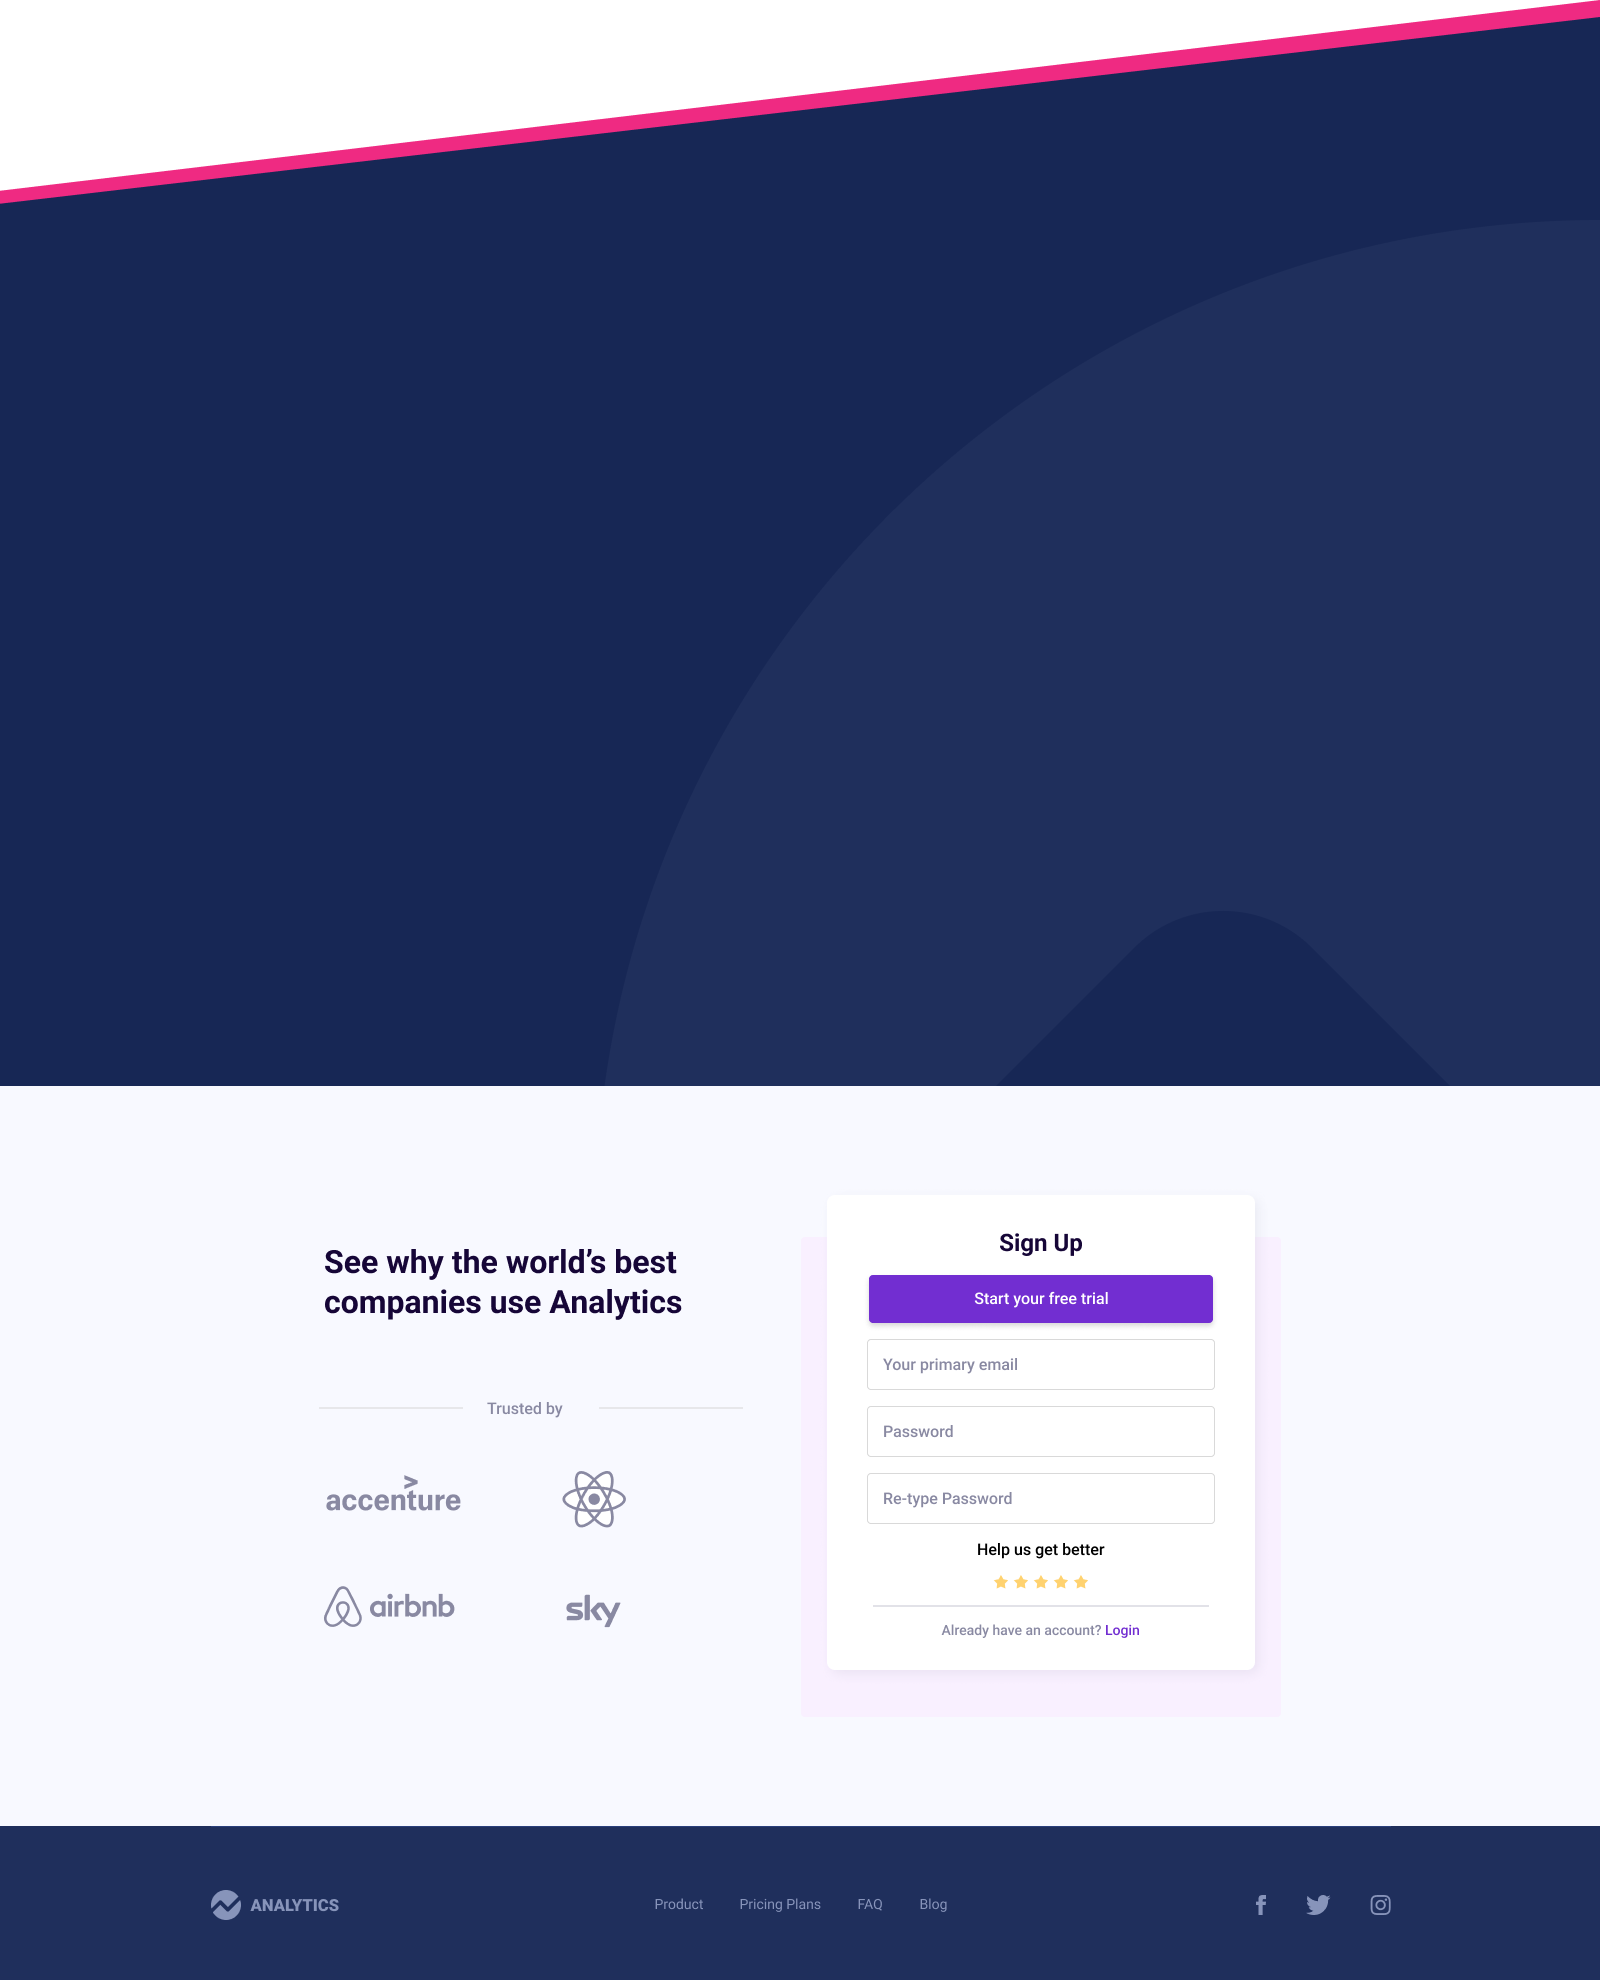 See why the world’s best
companies use Analytics
Trusted by
accenture
airbnb
sky
Sign Up
Start your free trial
Your primary email
Password
Re-type Password
Help us get better
Already have an account? Login
ANALYTICS
Product
Pricing Plans
FAQ
Blog